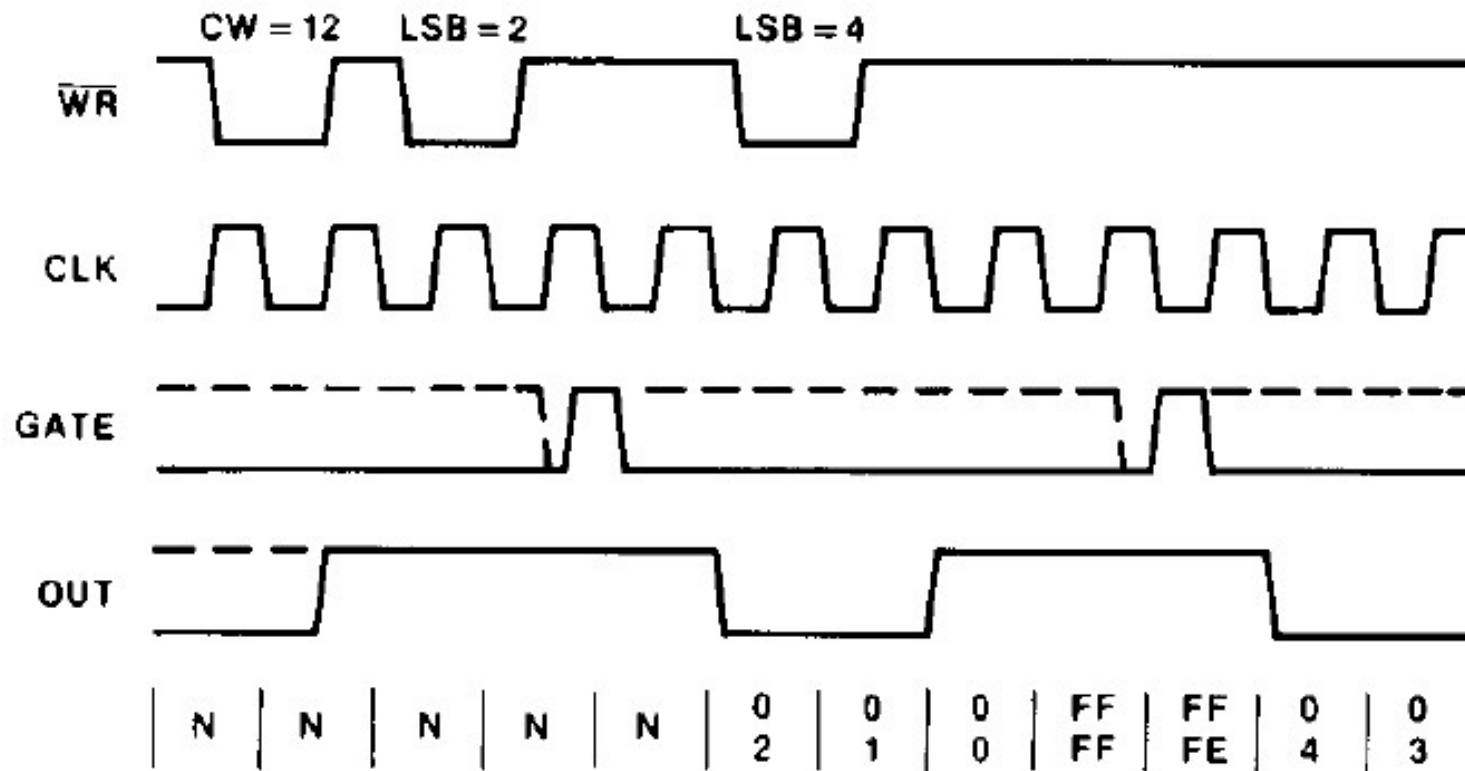 CW = 12 LSB = 2 LSB = 4
WR
CLK
GATE
OUT
N N N N N 0 0 0 FF FF 0 0
2 1 0 FF FE 4 3